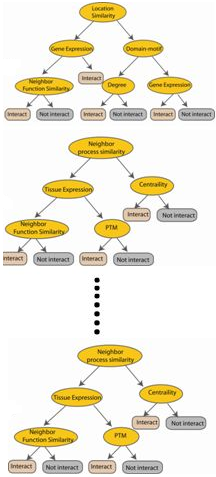 Location
Similarity
Gene Expression
Domain-motif
Interact
Neighbor
Function Similarity
Degree
Gene Expression
Interact
Not interact
Interact
Not interact
Interact
Not interact
Neighbor
process similarity
Tissue Expression
Centraility
Interact
Not interact
Neighbor
Function Similarity
PTM
Interact
Not interact
Interact
Not interact
Neighbor
process similarity
Tissue Expression
Centraility
Interact
Not interact
Neighbor
Function Similarity
PTM
Interact
Not interact
Interact
Not interact